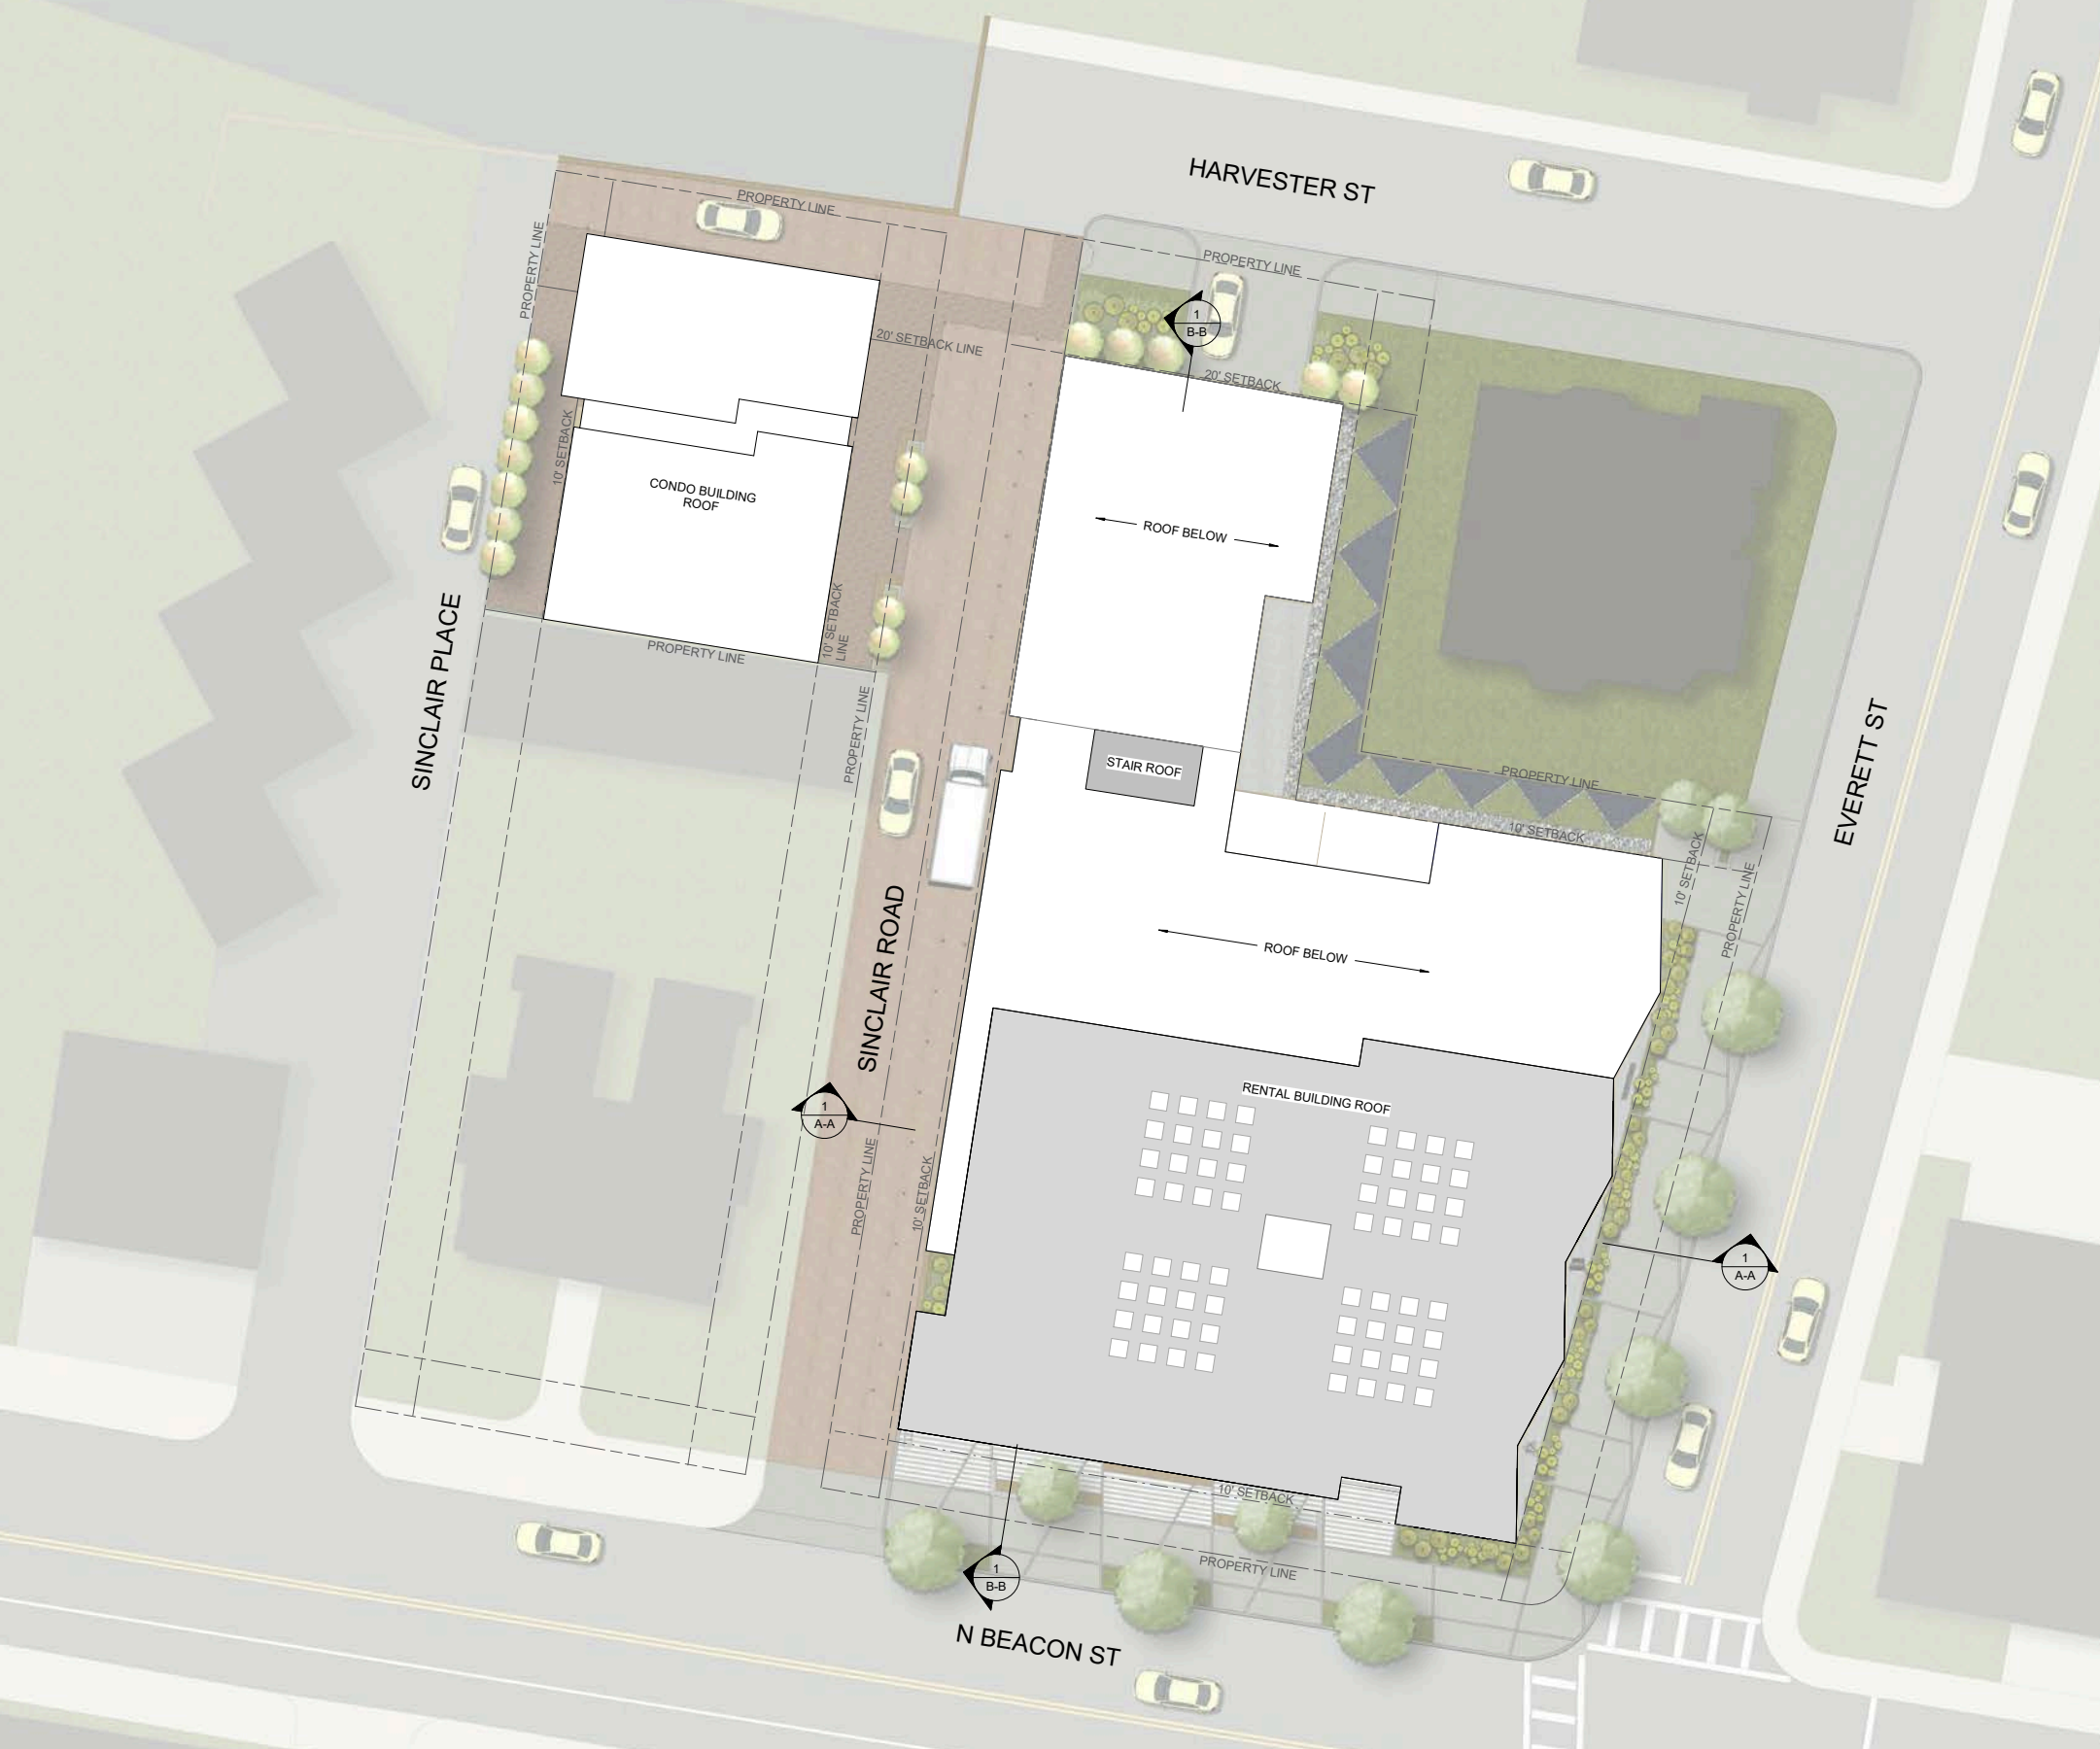 HARVESTER ST
PROPERTY LINE
PROPERTY LINE
PROPERTY LINE
1
B-B
20' SETBACK LINE
20' SETBACK
10' SETBACK
CONDO BUILDING
ROOF
ROOF BELOW
SINCLAIR PLACE
10' SETBACK
LINE
PROPERTY LINE
PROPERTY LINE
STAIR ROOF
PROPERTY LINE
EVERETT ST
10' SETBACK
10' SETBACK
PROPERTY LINE
SINCLAIR ROAD
ROOF BELOW
1
A-A
RENTAL BUILDING ROOF
PROPERTY LINE
10' SETBACK
1
A-A
10' SETBACK
PROPERTY LINE
1
B-B
N BEACON ST